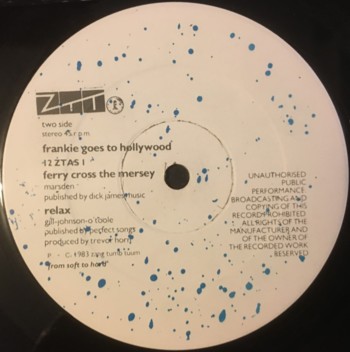 ZTT
two side
stereo 45 r.p.m.
frankie goes to hollywood
12 ZTAS 1
ferry cross the mersey
marsden
published by dick james music
relax
gill-johnson-o'toole
published by perfect songs
produced by trevor horn
P · C · 1983 zang tuum tuum
"from soft to hard"
UNAUTHORISED
PUBLIC
PERFORMANCE
BROADCASTING AND
COPYING OF THIS
RECORD PROHIBITED
ALL RIGHTS OF THE
MANUFACTURER AND
OF THE OWNER OF
THE RECORDED WORK
RESERVED